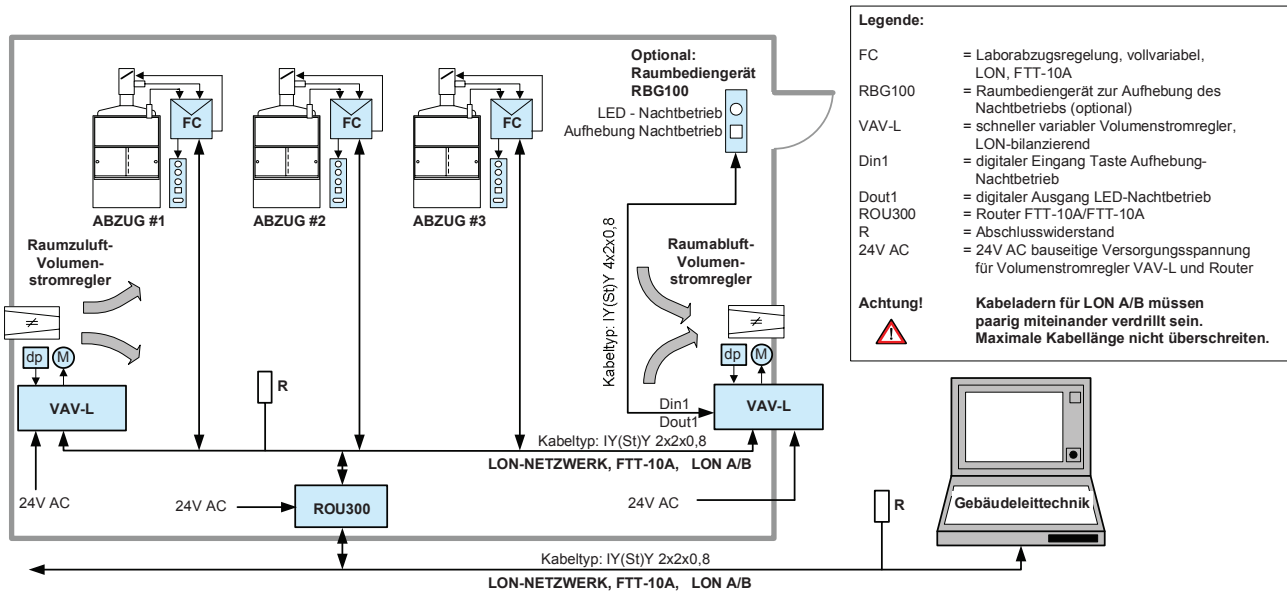 Optional:
Raumbediengerät
RBG100
LED - Nachtbetrieb
Aufhebung Nachtbetrieb
FC
FC
FC
ABZUG #1
ABZUG #2
ABZUG #3
Raumzuluft-
Volumen-
stromregler
Raumabluft-
Volumen-
stromregler
Kabeltyp: IY(St)Y 4x2x0,8
≠
≠
dp
M
dp
M
VAV-L
VAV-L
R
Din1
Dout1
Kabeltyp: IY(St)Y 2x2x0,8
LON-NETZWERK, FTT-10A, LON A/B
24V AC
24V AC
ROU300
24V AC
R
Gebäudeleittechnik
Kabeltyp: IY(St)Y 2x2x0,8
LON-NETZWERK, FTT-10A, LON A/B
Legende:
FC = Laborabzugsregelung, vollvariabel,
LON, FTT-10A
RBG100 = Raumbediengerät zur Aufhebung des
Nachtbetriebs (optional)
VAV-L = schneller variabler Volumenstromregler,
LON-bilanzierend
Din1 = digitaler Eingang Taste Aufhebung-
Nachtbetrieb
Dout1 = digitaler Ausgang LED-Nachtbetrieb
ROU300 = Router FTT-10A/FTT-10A
R = Abschlusswiderstand
24V AC = 24V AC bauseitige Versorgungsspannung
für Volumenstromregler VAV-L und Router
Achtung! Kabeladern für LON A/B müssen
paarig miteinander verdrillt sein.
Maximale Kabellänge nicht überschreiten.